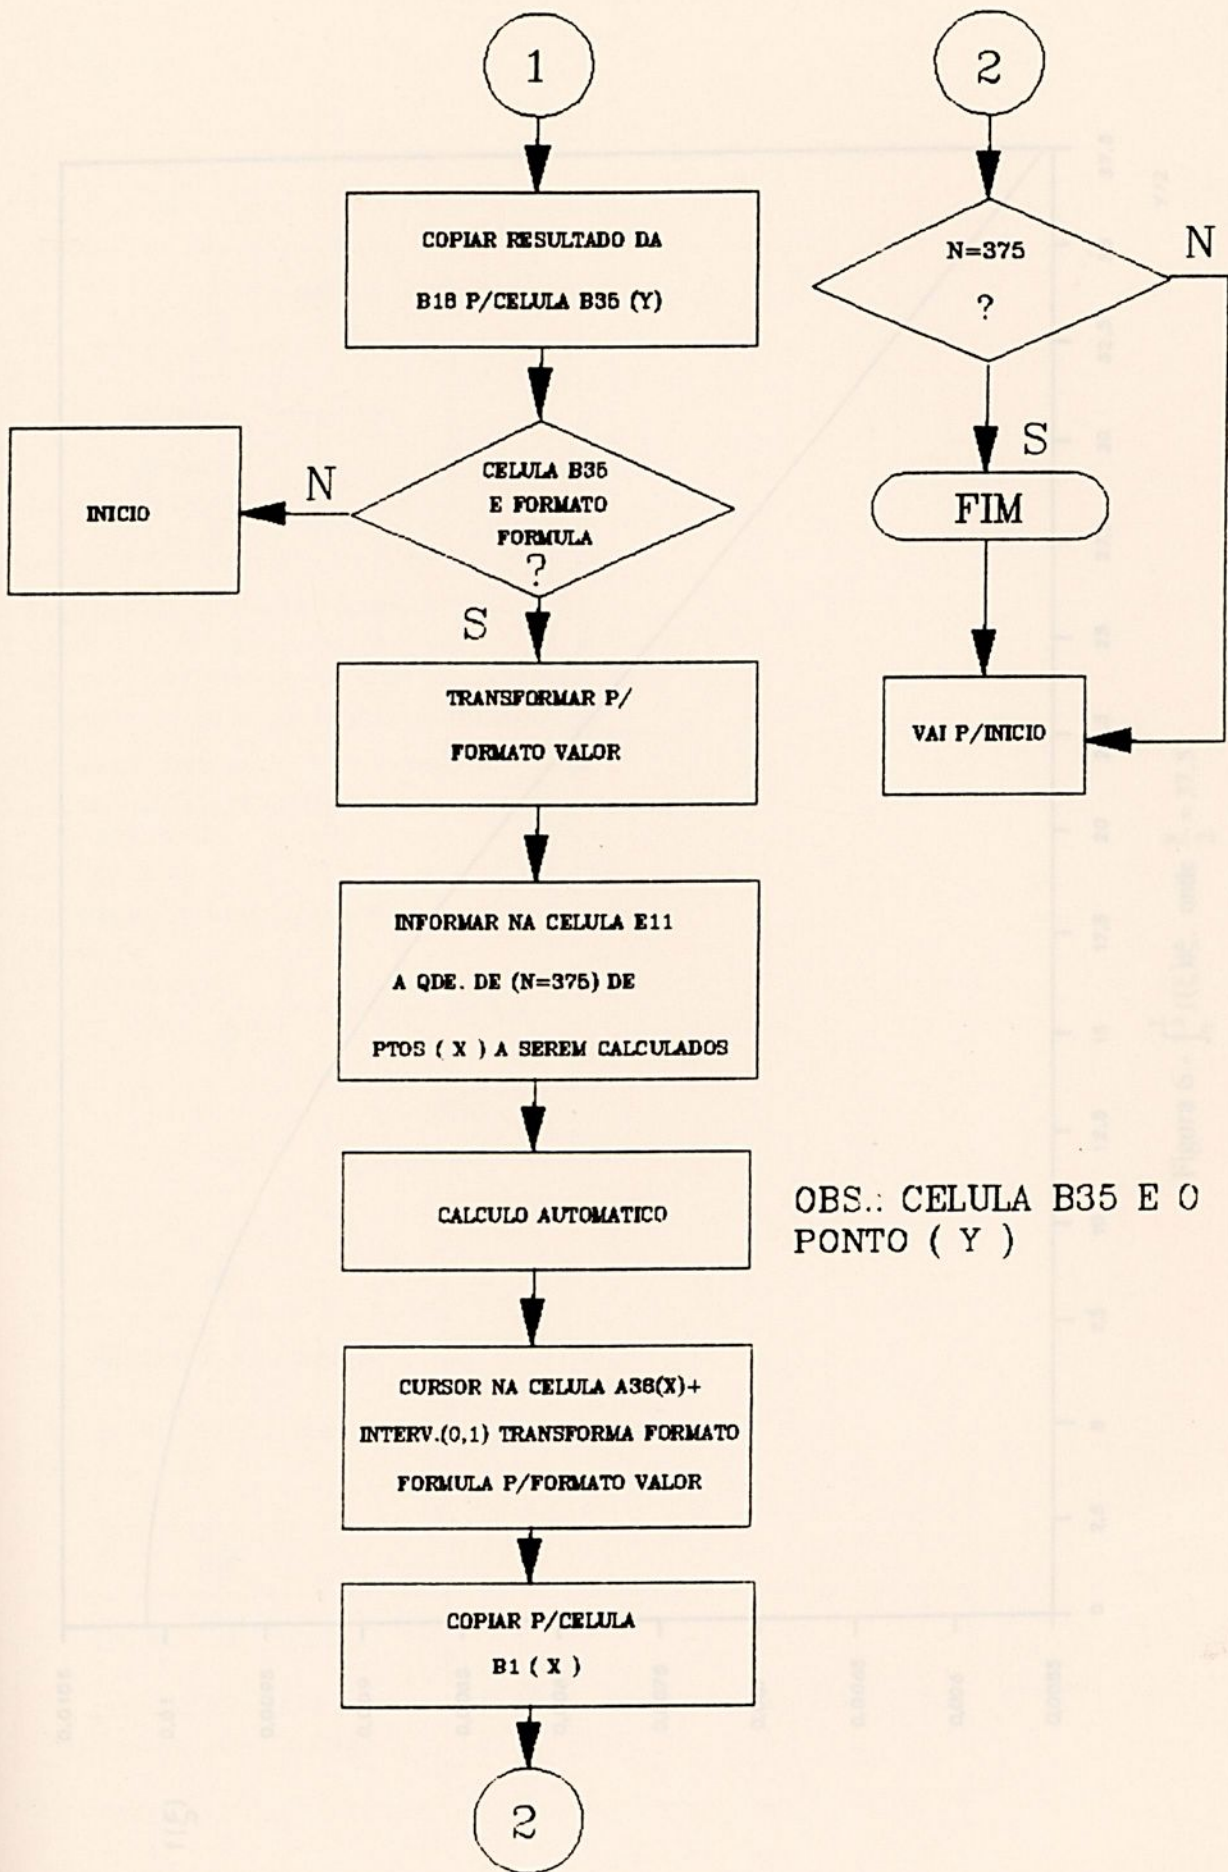 1
COPIAR RESULTADO DA
B18 P/CELULA B35 (Y)
CELULA B35
E FORMATO
FORMULA
?
N
INICIO
S
TRANSFORMAR P/
FORMATO VALOR
INFORMAR NA CELULA E11
A QDE. DE (N=375) DE
PTOS ( X ) A SEREM CALCULADOS
CALCULO AUTOMATICO
OBS.: CELULA B35 E O
PONTO ( Y )
CURSOR NA CELULA A36(X)+
INTERV.(0,1) TRANSFORMA FORMATO
FORMULA P/FORMATO VALOR
COPIAR P/CELULA
B1 ( X )
2
2
N=375
?
N
S
FIM
VAI P/INICIO